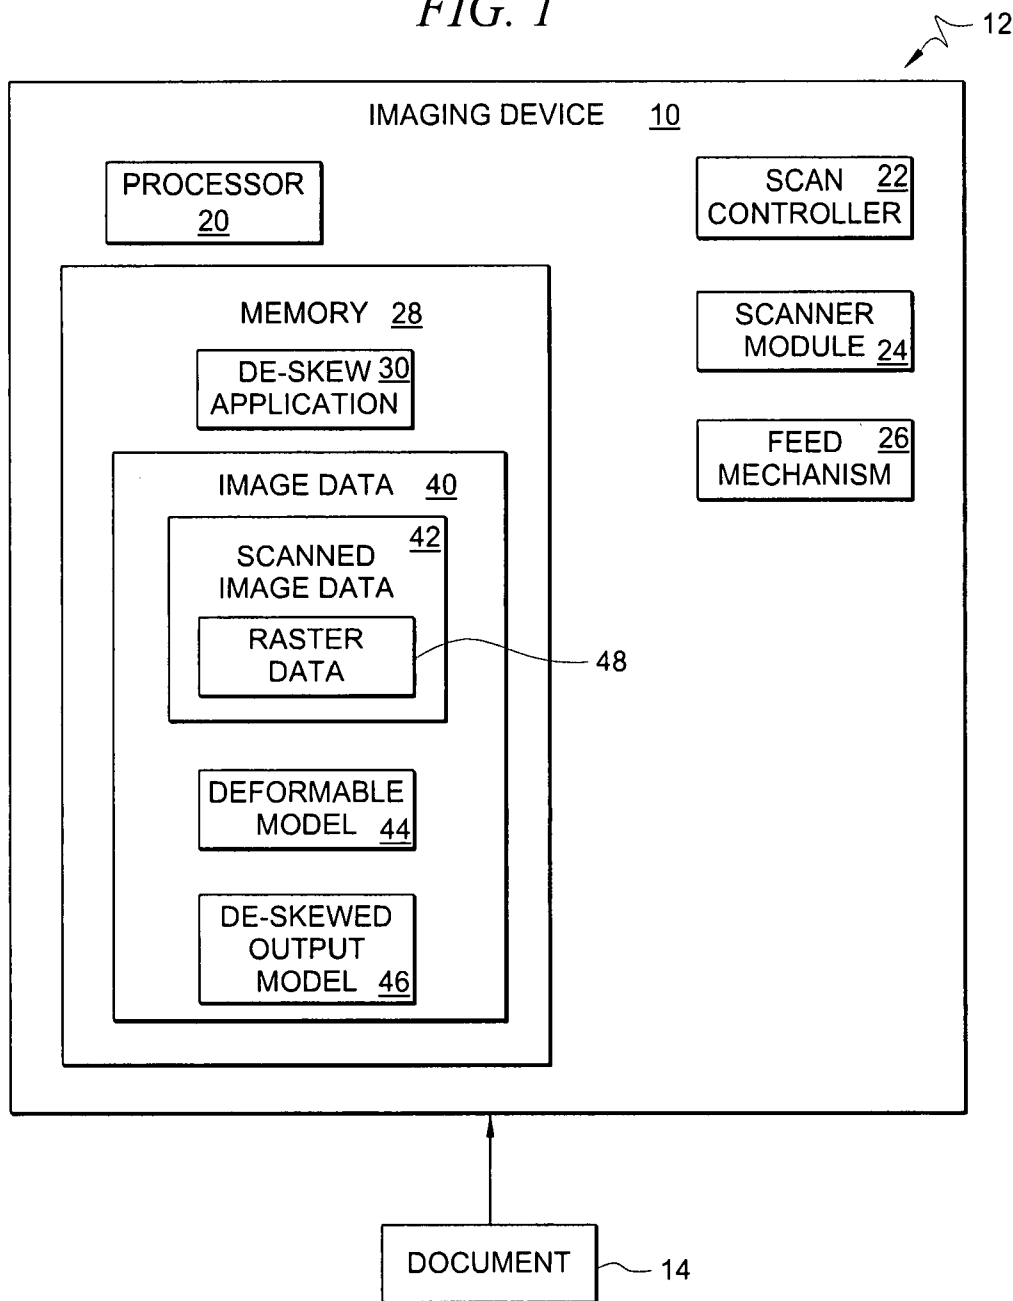 FIG. 1
12
IMAGING DEVICE 10
PROCESSOR
20
SCAN 22
CONTROLLER
MEMORY 28
SCANNER
MODULE 24
DE-SKEW 30
APPLICATION
FEED 26
MECHANISM
IMAGE DATA 40
42
SCANNED
IMAGE DATA
RASTER
DATA
48
DEFORMABLE
MODEL 44
DE-SKEWED
OUTPUT
MODEL 46
DOCUMENT
14